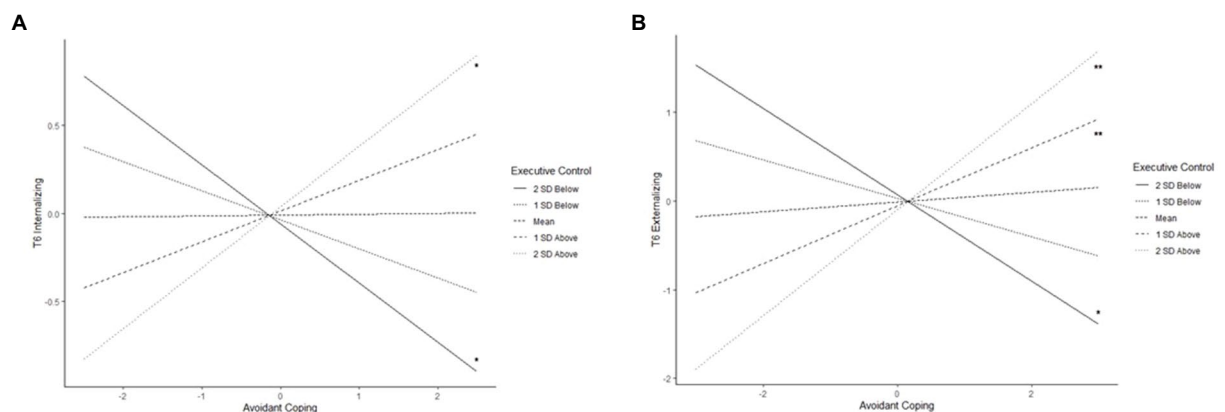 A
T6 Internalizing
0.5
0.0
-0.5
-2
-1
0
1
2
Avoidant Coping
*
*
Executive Control
2 SD Below
1 SD Below
Mean
1 SD Above
2 SD Above
B
T6 Externalizing
1
0
-1
-2
-2
0
2
Avoidant Coping
**
**
*
Executive Control
2 SD Below
1 SD Below
Mean
1 SD Above
2 SD Above